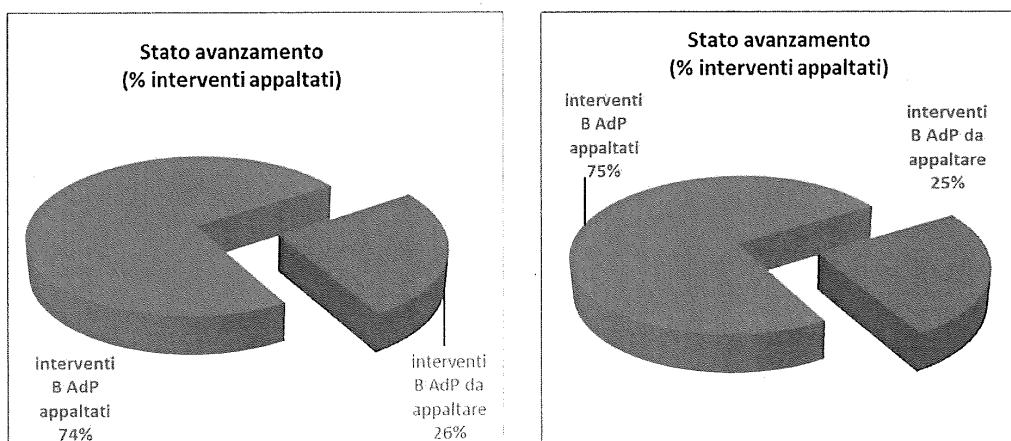 Stato avanzamento
(% interventi appaltati)
interventi
B AdP
appaltati
74%
interventi
B AdP da
appaltare
26%
Stato avanzamento
(% interventi appaltati)
interventi
B AdP
appaltati
75%
interventi
B AdP da
appaltare
25%